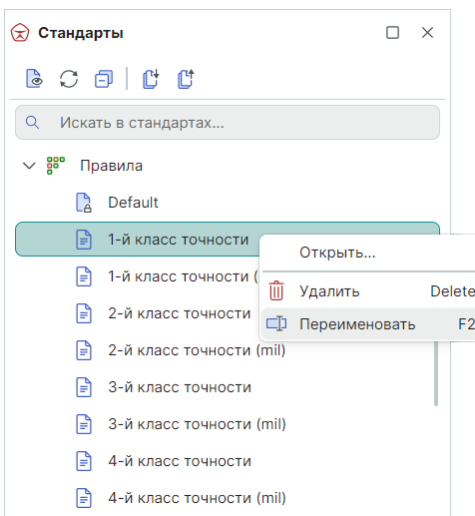 Стандарты
Искать в стандартах...
Правила
Default
1-й класс точности
Открыть...
1-й класс точности (
Удалить Delete
2-й класс точности
Переименовать F2
2-й класс точности (mil)
3-й класс точности
3-й класс точности (mil)
4-й класс точности
4-й класс точности (mil)